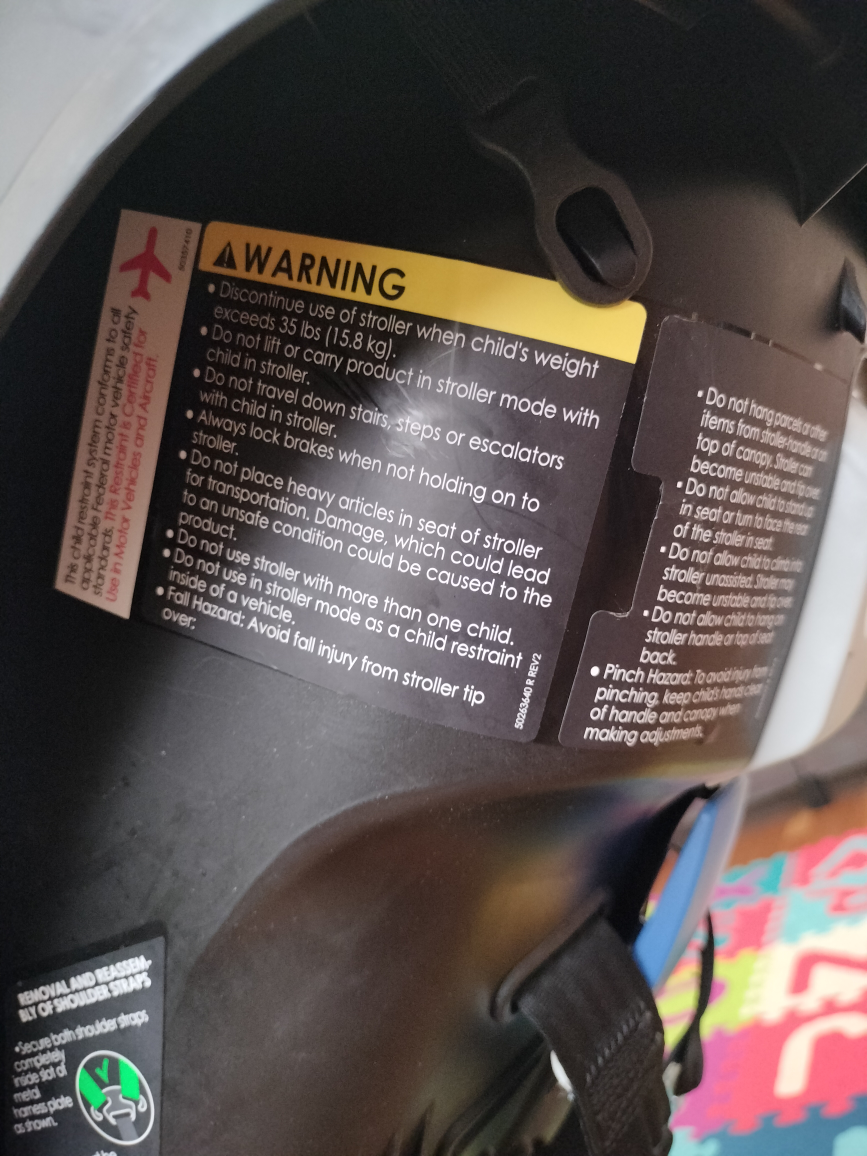 This child restraint system conforms to all
applicable Federal motor vehicle safety
standards. This Restraint is Certified for
Use in Motor Vehicles and Aircraft.
WARNING
• Discontinue use of stroller when child's weight
exceeds 35 lbs (15.8 kg).
• Do not lift or carry product in stroller mode with
child in stroller.
• Do not travel down stairs, steps or escalators
with child in stroller.
• Always lock brakes when not holding on to
stroller.
• Do not place heavy articles in seat of stroller
for transportation. Damage, which could lead
to an unsafe condition could be caused to the
product.
• Do not use stroller with more than one child.
• Do not use in stroller mode as a child restraint
inside of a vehicle.
• Fall Hazard: Avoid fall injury from stroller tip
over:
50263640 R REV2
▪ Do not hang parcels or other
items from stroller handle or on
top of canopy. Stroller can
become unstable and tip over.
▪ Do not allow child to stand up
in seat or turn to face the rear
of the stroller in seat.
▪ Do not allow child to climb into
stroller unassisted. Stroller may
become unstable and tip over.
▪ Do not allow child to hang on
stroller handle or top of seat
back.
• Pinch Hazard: To avoid injury from
pinching, keep child's hands clear
of handle and canopy when
making adjustments.
REMOVAL AND REASSEM-
BLY OF SHOULDER STRAPS
•Secure both shoulder straps
completely
inside slot of
metal
harness plate
as shown.